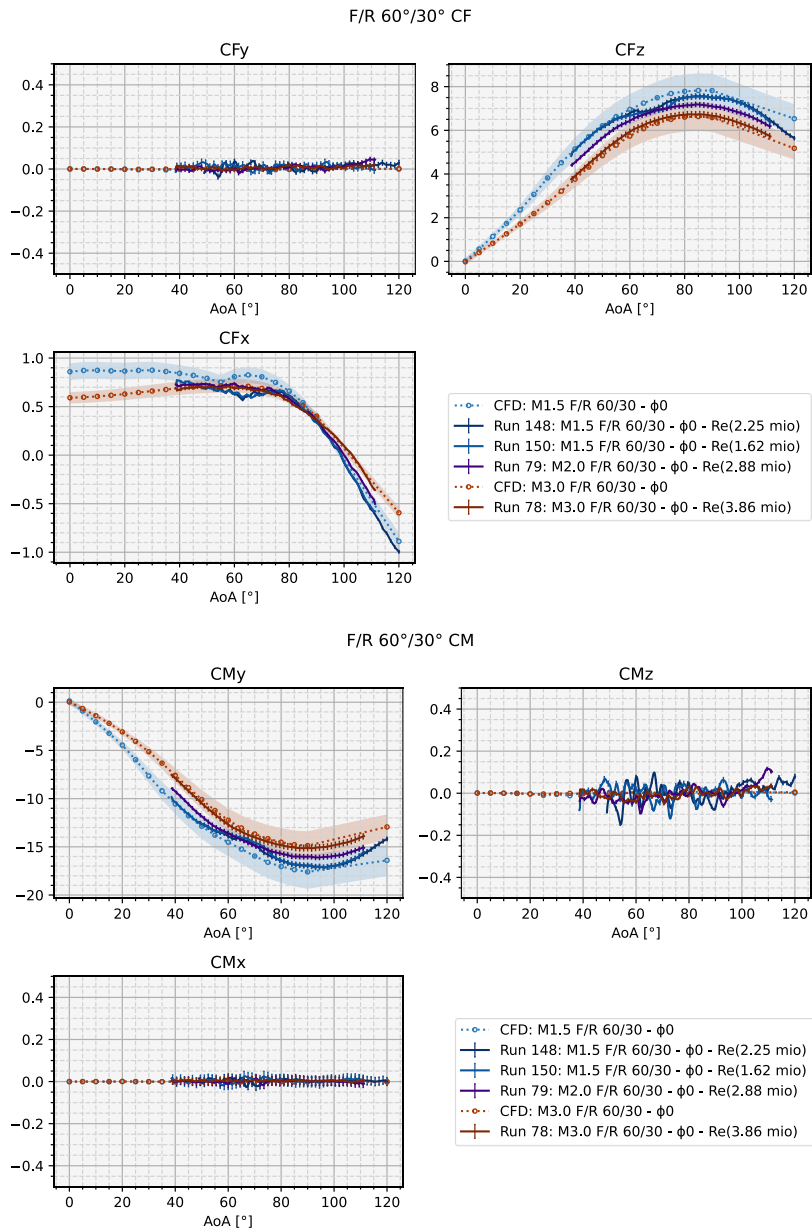 F/R 60°/30° CF
CFy
0.4
0.2
0.0
−0.2
−0.4
0 20 40 60 80 100 120
AoA [°]
CFz
8
6
4
2
0
0 20 40 60 80 100 120
AoA [°]
CFx
1.0
0.5
0.0
−0.5
−1.0
0 20 40 60 80 100 120
AoA [°]
CFD: M1.5 F/R 60/30 - ϕ0
Run 148: M1.5 F/R 60/30 - ϕ0 - Re(2.25 mio)
Run 150: M1.5 F/R 60/30 - ϕ0 - Re(1.62 mio)
Run 79: M2.0 F/R 60/30 - ϕ0 - Re(2.88 mio)
CFD: M3.0 F/R 60/30 - ϕ0
Run 78: M3.0 F/R 60/30 - ϕ0 - Re(3.86 mio)
F/R 60°/30° CM
CMy
0
−5
−10
−15
−20
0 20 40 60 80 100 120
AoA [°]
CMz
0.4
0.2
0.0
−0.2
−0.4
0 20 40 60 80 100 120
AoA [°]
CMx
0.4
0.2
0.0
−0.2
−0.4
0 20 40 60 80 100 120
AoA [°]
CFD: M1.5 F/R 60/30 - ϕ0
Run 148: M1.5 F/R 60/30 - ϕ0 - Re(2.25 mio)
Run 150: M1.5 F/R 60/30 - ϕ0 - Re(1.62 mio)
Run 79: M2.0 F/R 60/30 - ϕ0 - Re(2.88 mio)
CFD: M3.0 F/R 60/30 - ϕ0
Run 78: M3.0 F/R 60/30 - ϕ0 - Re(3.86 mio)